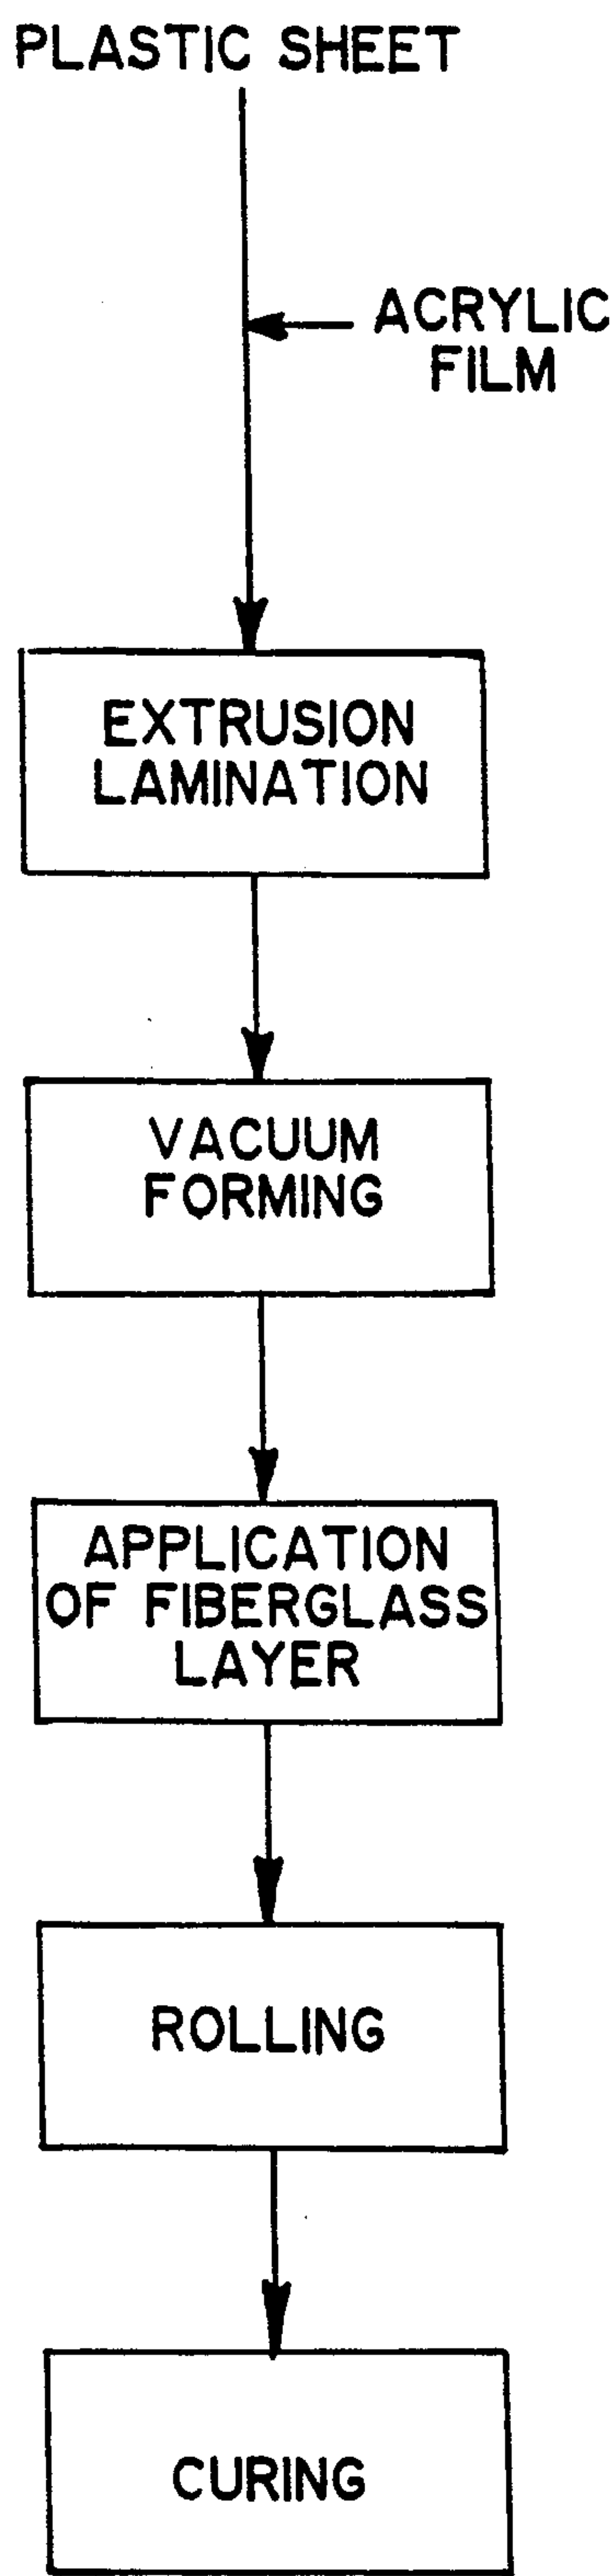 PLASTIC SHEET
ACRYLIC
FILM
EXTRUSION
LAMINATION
VACUUM
FORMING
APPLICATION
OF FIBERGLASS
LAYER
ROLLING
CURING